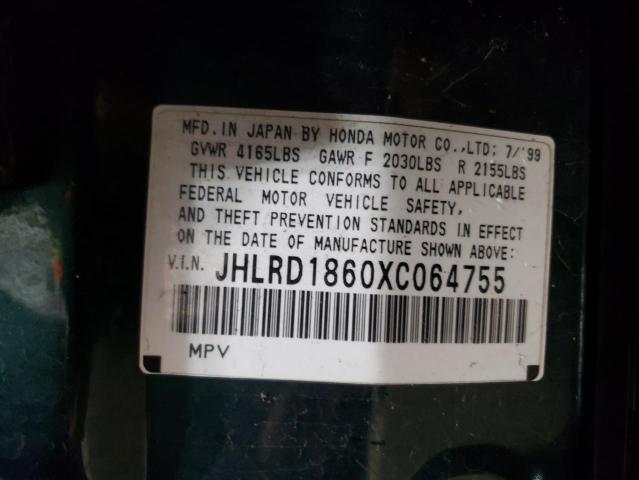 MFD.IN JAPAN BY HONDA MOTOR CO.,LTD; 7/'99
GVWR 4165LBS GAWR F 2030LBS R 2155LBS
THIS VEHICLE CONFORMS TO ALL APPLICABLE
FEDERAL MOTOR VEHICLE SAFETY,
AND THEFT PREVENTION STANDARDS IN EFFECT
ON THE DATE OF MANUFACTURE SHOWN ABOVE:
V.I.N. JHLRD1860XC064755
MPV